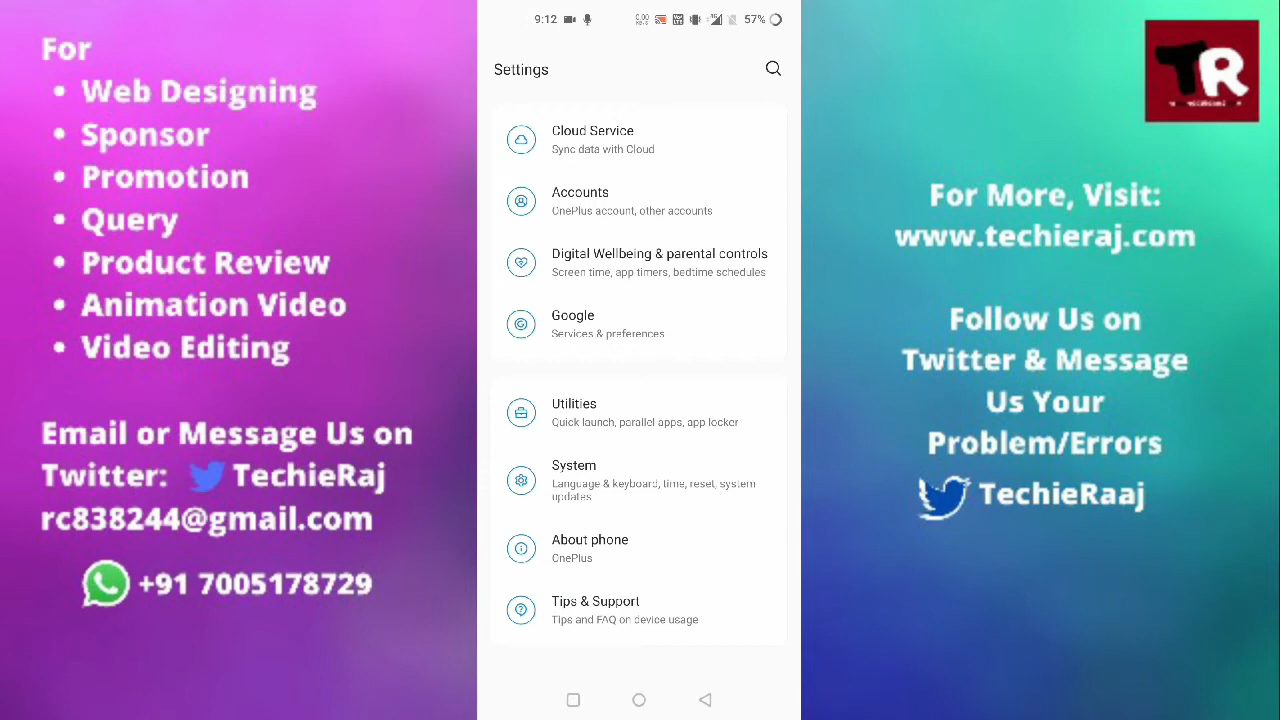 For
• Web Designing
• Sponsor
• Promotion
• Query
• Product Review
• Animation Video
• Video Editing
Email or Message Us on
Twitter: TechieRaj
rc838244@gmail.com
+91 7005178729
9:12
57%
Settings
Cloud Service
Sync data with Cloud
Accounts
OnePlus account, other accounts
Digital Wellbeing & parental controls
Screen time, app timers, bedtime schedules
Google
Services & preferences
Utilities
Quick launch, parallel apps, app locker
System
Language & keyboard, time, reset, system
updates
About phone
OnePlus
Tips & Support
Tips and FAQ on device usage
TR
For More, Visit:
www.techieraj.com
Follow Us on
Twitter & Message
Us Your
Problem/Errors
TechieRaaj